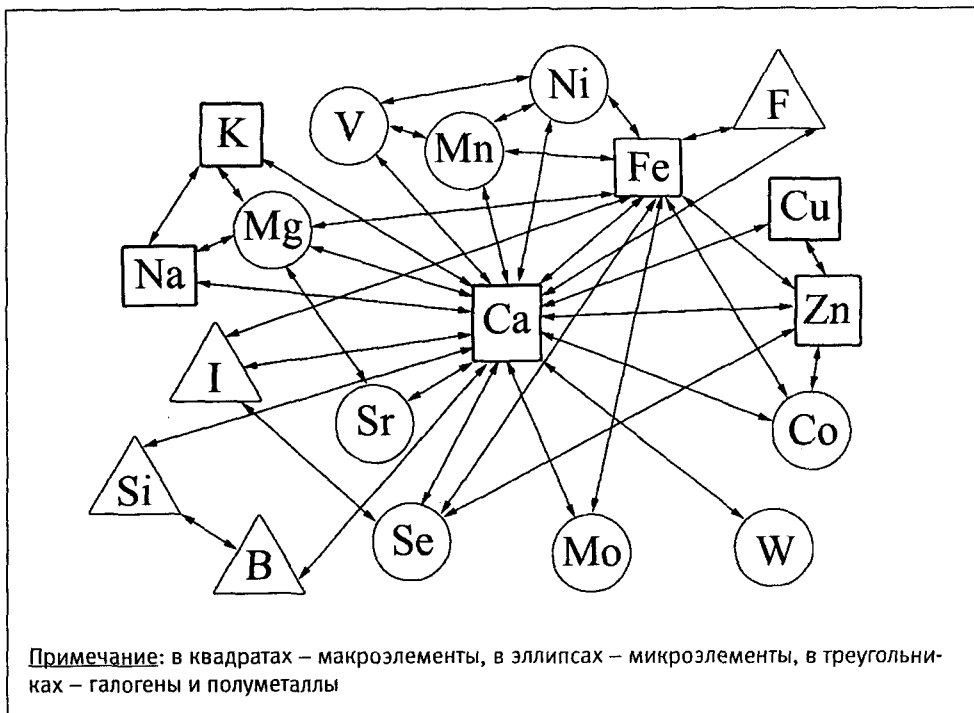 Ni
F
V
K
Mn
Fe
Cu
Mg
Na
Zn
Ca
I
Sr
Co
Si
Se
Mo
W
B
Примечание: в квадратах – макроэлементы, в эллипсах – микроэлементы, в треугольни-
ках – галогены и полуметаллы